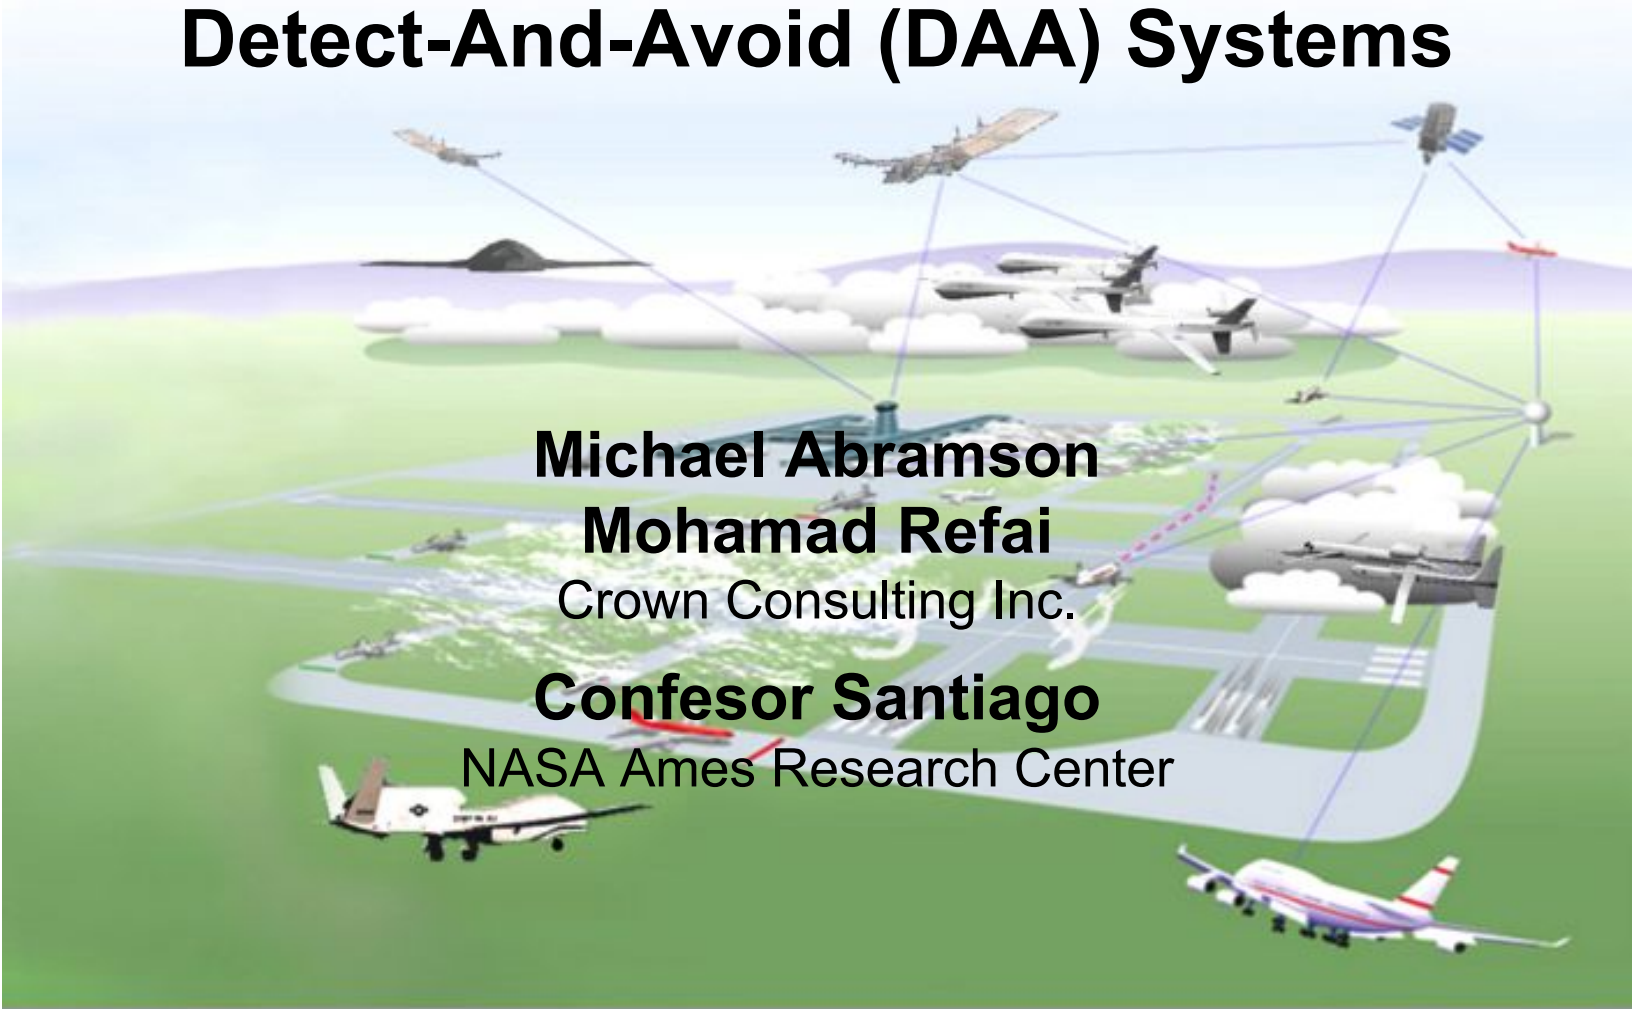 Detect-And-Avoid (DAA) Systems
Michael Abramson
Mohamad Refai
Crown Consulting Inc.
Confesor Santiago
NASA Ames Research Center